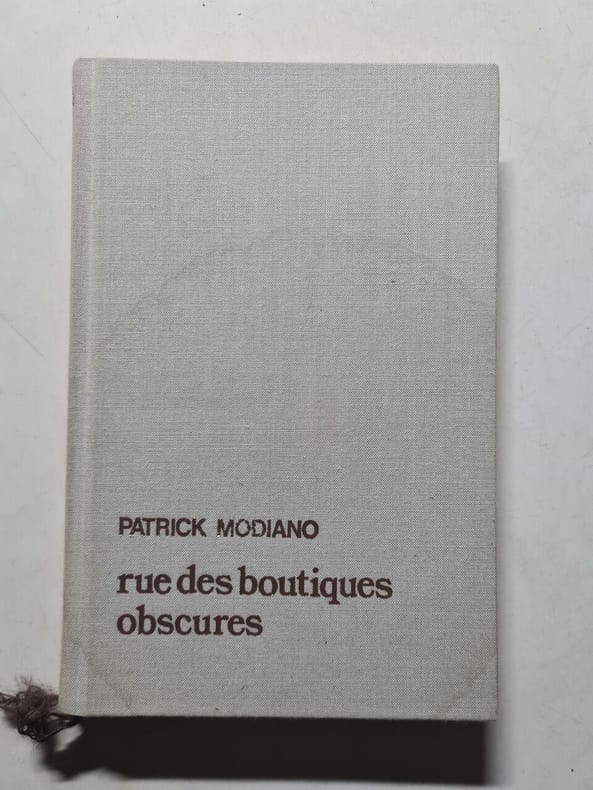 PATRICK MODIANO
rue des boutiques
obscures